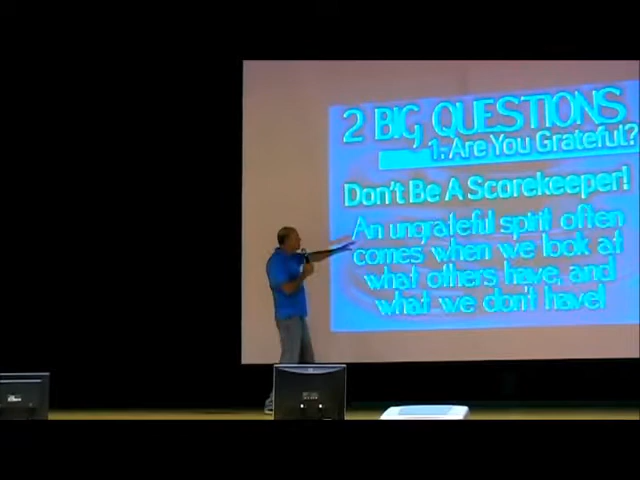 2 BIG QUESTIONS
1. Are You Grateful?
Don't Be A Scorekeeper!
An ungrateful spirit often
comes when we look at
what others have and
what we don't have!